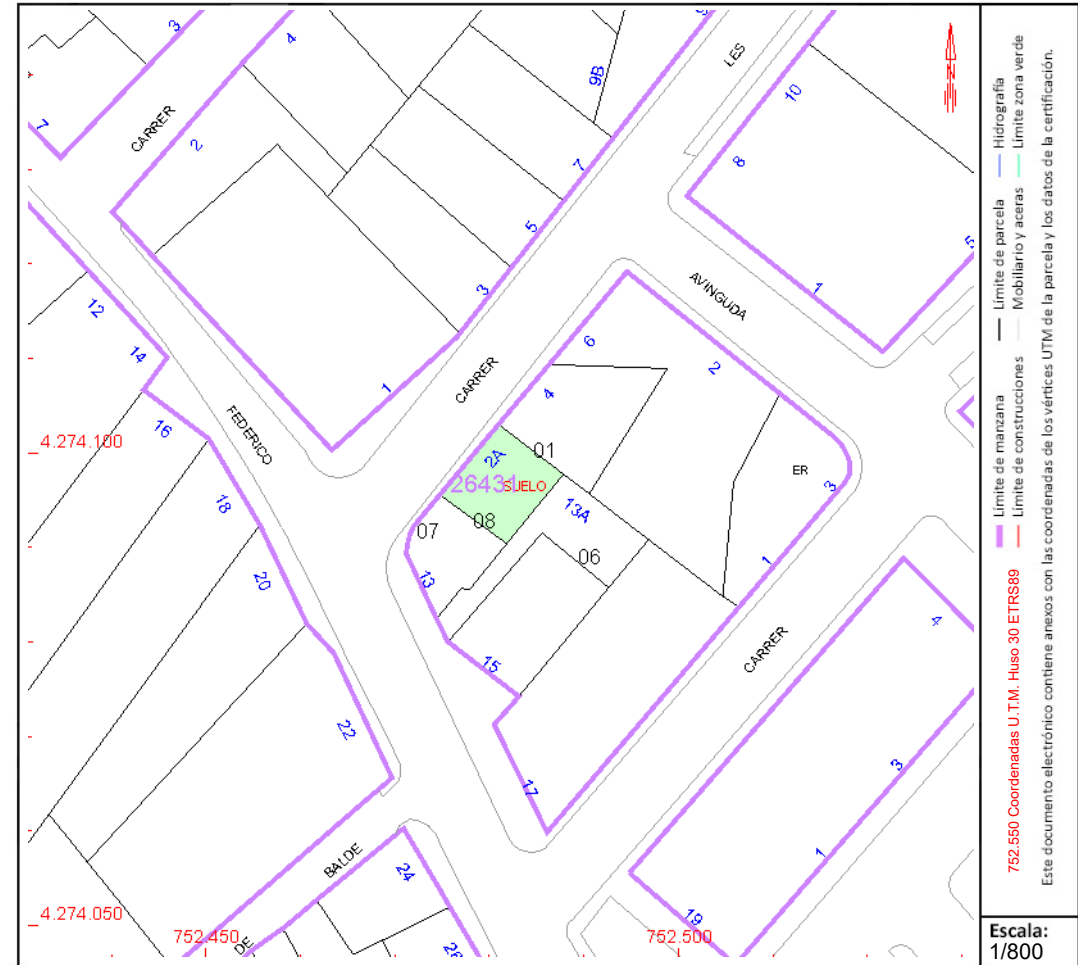 3
4
LES
9B
10
7
CARRER
2
7
8
5
5
AVINGUDA
3
1
12
14
6
CARRER
2
1
4
FEDERICO
16
4.274.100
01
2A
ER
26431
SUELO
3
18
13A
08
07
06
1
13
20
4
CARRER
15
22
3
17
1
BALDE
24
4.274.050
19
752.450
752.500
DE
26
Hidrografía
Límite zona verde
Límite de parcela
Mobiliario y aceras
Límite de manzana
Límite de construcciones
752.550 Coordenadas U.T.M. Huso 30 ETRS89
Este documento electrónico contiene anexos con las coordenadas de los vértices UTM de la parcela y los datos de la certificación.
Escala:
1/800